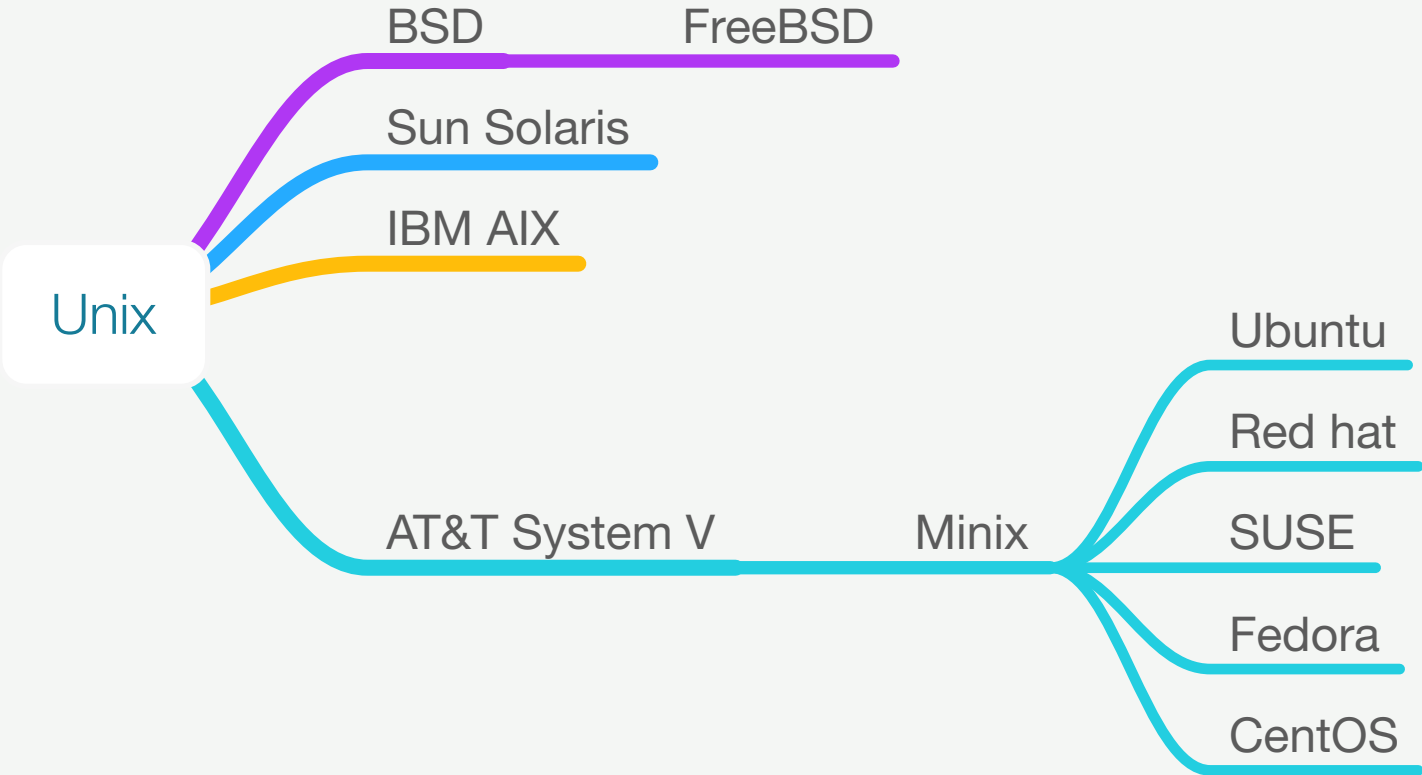 BSD
FreeBSD
Sun Solaris
IBM AIX
Unix
Ubuntu
Red hat
AT&T System V
Minix
SUSE
Fedora
CentOS